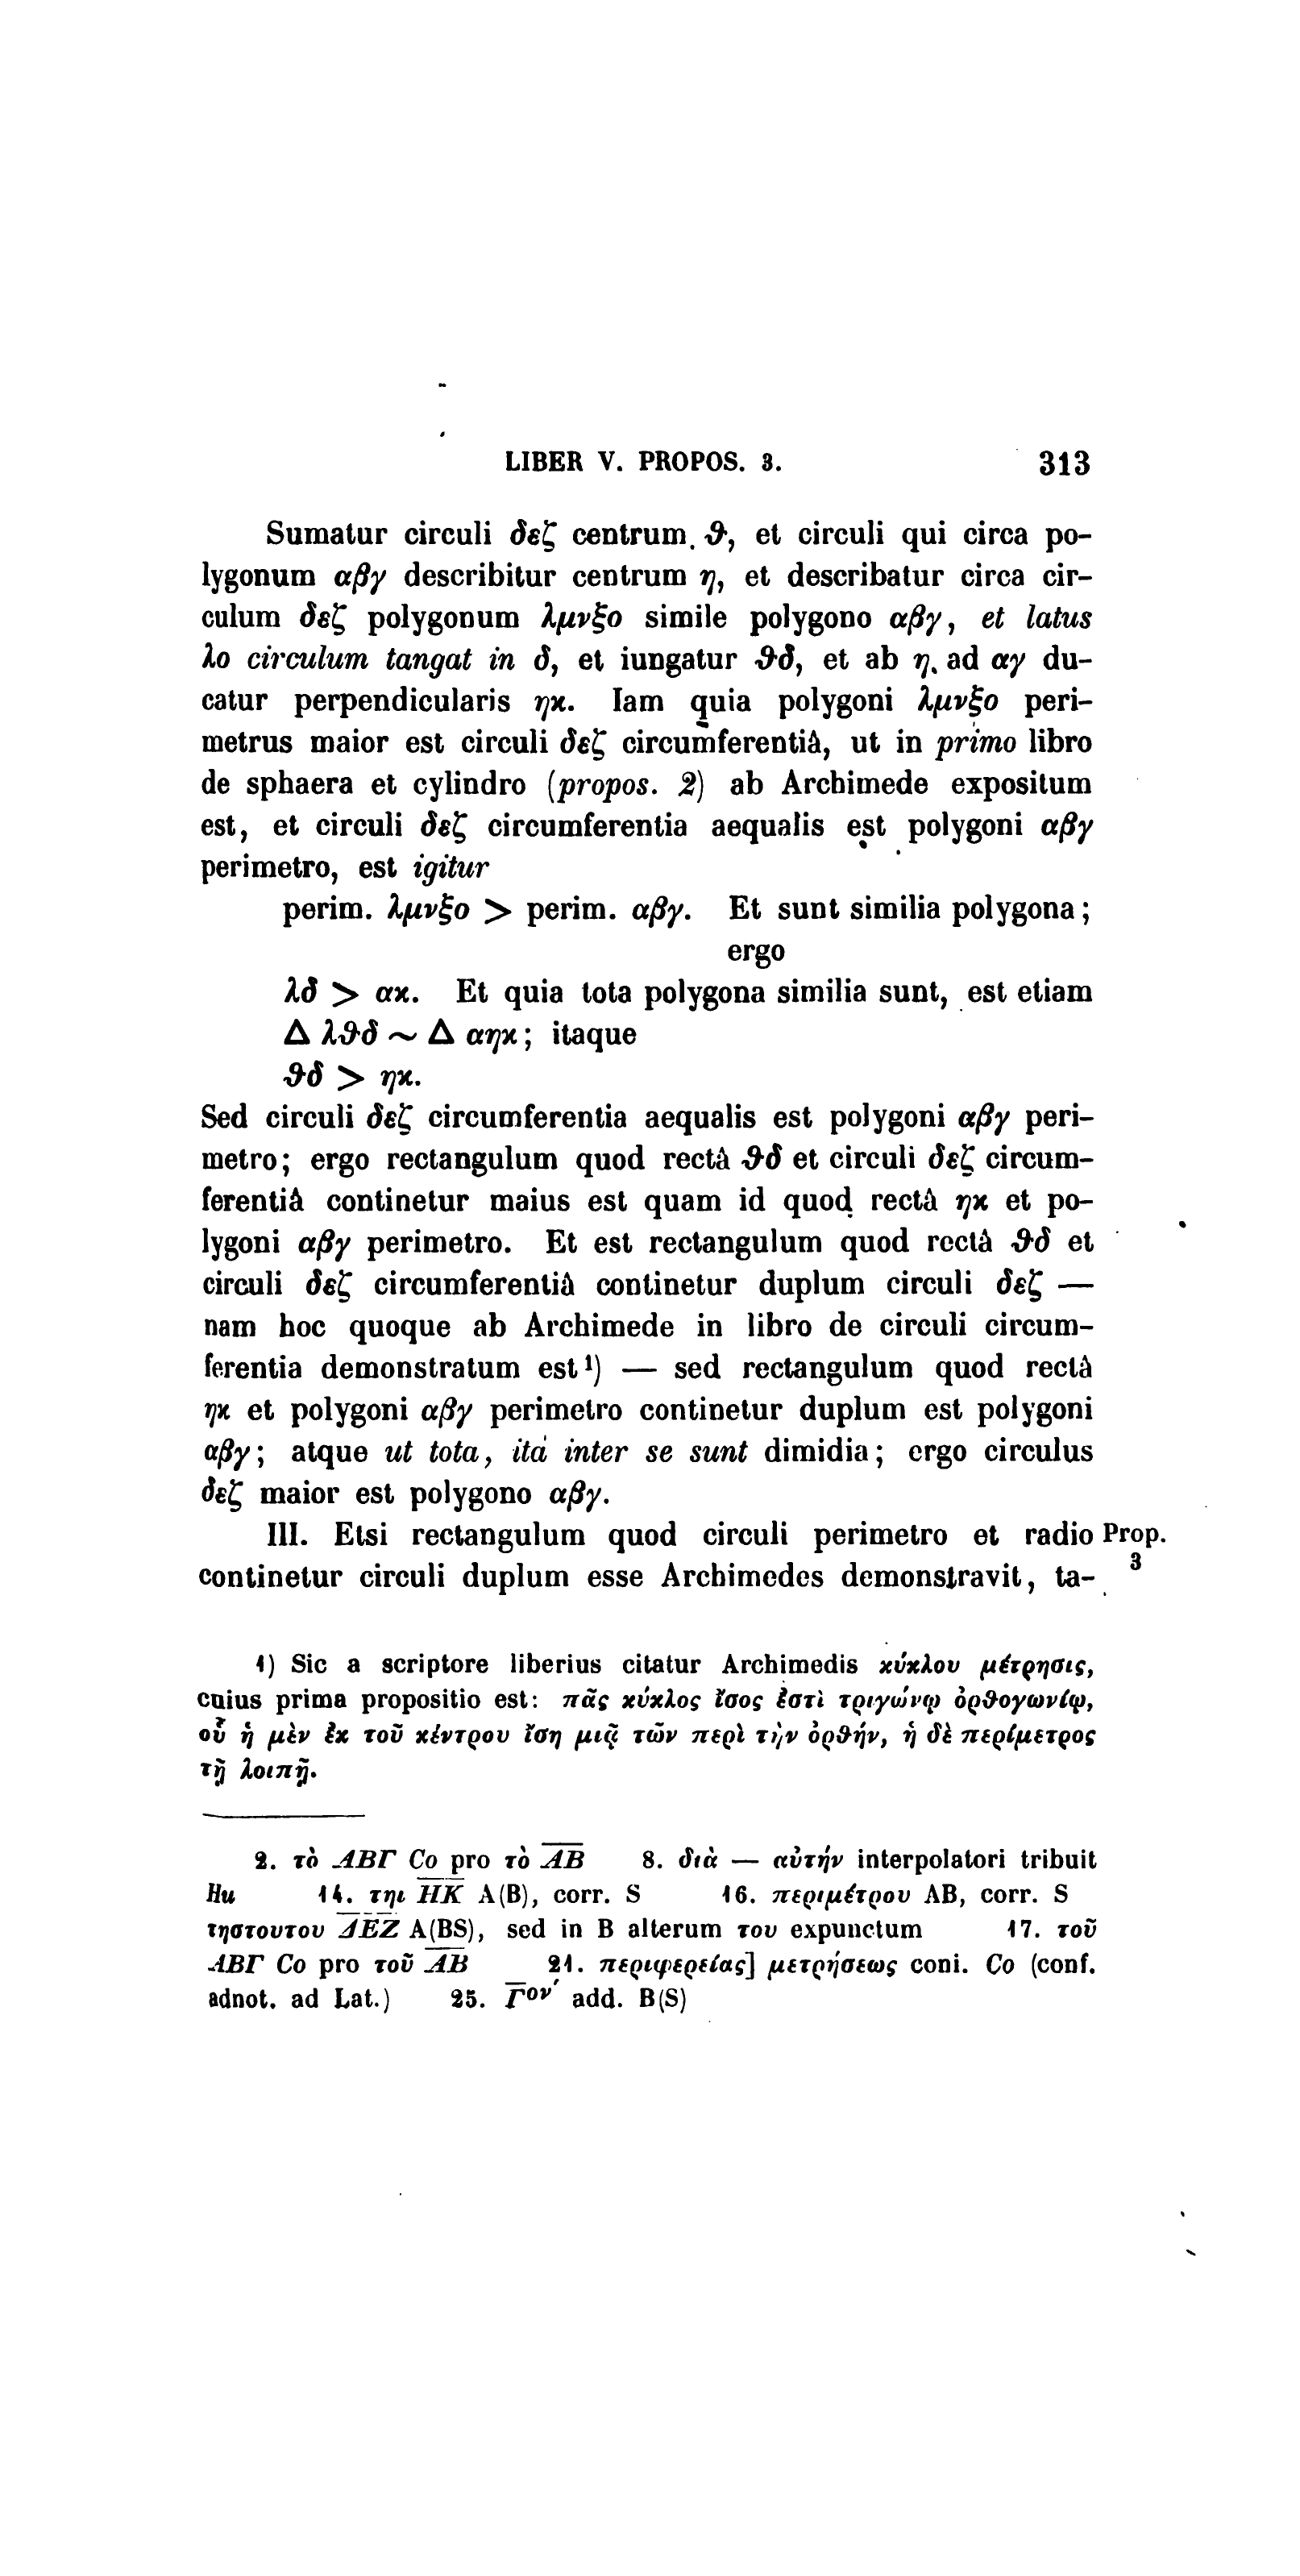 LIBER V. PROPOS. 3. 313
Sumatur circuli δεζ centrum ϑ, et circuli qui circa po-
lygonum αβγ describitur centrum η, et describatur circa cir-
culum δεζ polygonum λμνξο simile polygono αβγ, et latus
λο circulum tangat in δ, et iungatur ϑδ, et ab η ad αγ du-
catur perpendicularis ηκ. Iam quia polygoni λμνξο peri-
metrus maior est circuli δεζ circumferentiâ, ut in primo libro
de sphaera et cylindro (propos. 2) ab Archimede expositum
est, et circuli δεζ circumferentia aequalis est polygoni αβγ
perimetro, est igitur
perim. λμνξο > perim. αβγ. Et sunt similia polygona;
ergo
λδ > ακ. Et quia tota polygona similia sunt, est etiam
Δ λϑδ ~ Δ αηκ; itaque
ϑδ > ηκ.
Sed circuli δεζ circumferentia aequalis est polygoni αβγ peri-
metro; ergo rectangulum quod rectâ ϑδ et circuli δεζ circum-
ferentiâ continetur maius est quam id quod rectâ ηκ et po-
lygoni αβγ perimetro. Et est rectangulum quod rectâ ϑδ et
circuli δεζ circumferentiâ continetur duplum circuli δεζ —
nam hoc quoque ab Archimede in libro de circuli circum-
ferentia demonstratum est¹) — sed rectangulum quod rectâ
ηκ et polygoni αβγ perimetro continetur duplum est polygoni
αβγ; atque ut tota, ita inter se sunt dimidia; ergo circulus
δεζ maior est polygono αβγ.
III. Etsi rectangulum quod circuli perimetro et radio Prop.
continetur circuli duplum esse Archimedes demonstravit, ta- 3
1) Sic a scriptore liberius citatur Archimedis κύκλου μέτρησις,
cuius prima propositio est: πᾶς κύκλος ἴσος ἐστὶ τριγώνῳ ὀρϑογωνίῳ,
οὗ ἡ μὲν ἐκ τοῦ κέντρου ἴση μιᾷ τῶν περὶ τὴν ὀρϑήν, ἡ δὲ περίμετρος
τῇ λοιπῇ.
2. τὸ ΑΒΓ Co pro τὸ A̅B̅ 8. διὰ — αὐτήν interpolatori tribuit
Hu 14. τηι H̅K̅ A(B), corr. S 16. περιμέτρου AB, corr. S
τηστουτου Δ̅E̅Z̅ A(BS), sed in B alterum του expunctum 17. τοῦ
ΑΒΓ Co pro τοῦ A̅B̅ 21. περιφερείας] μετρήσεως coni. Co (conf.
adnot. ad Lat.) 25. Γ̅ον′ add. B(S)